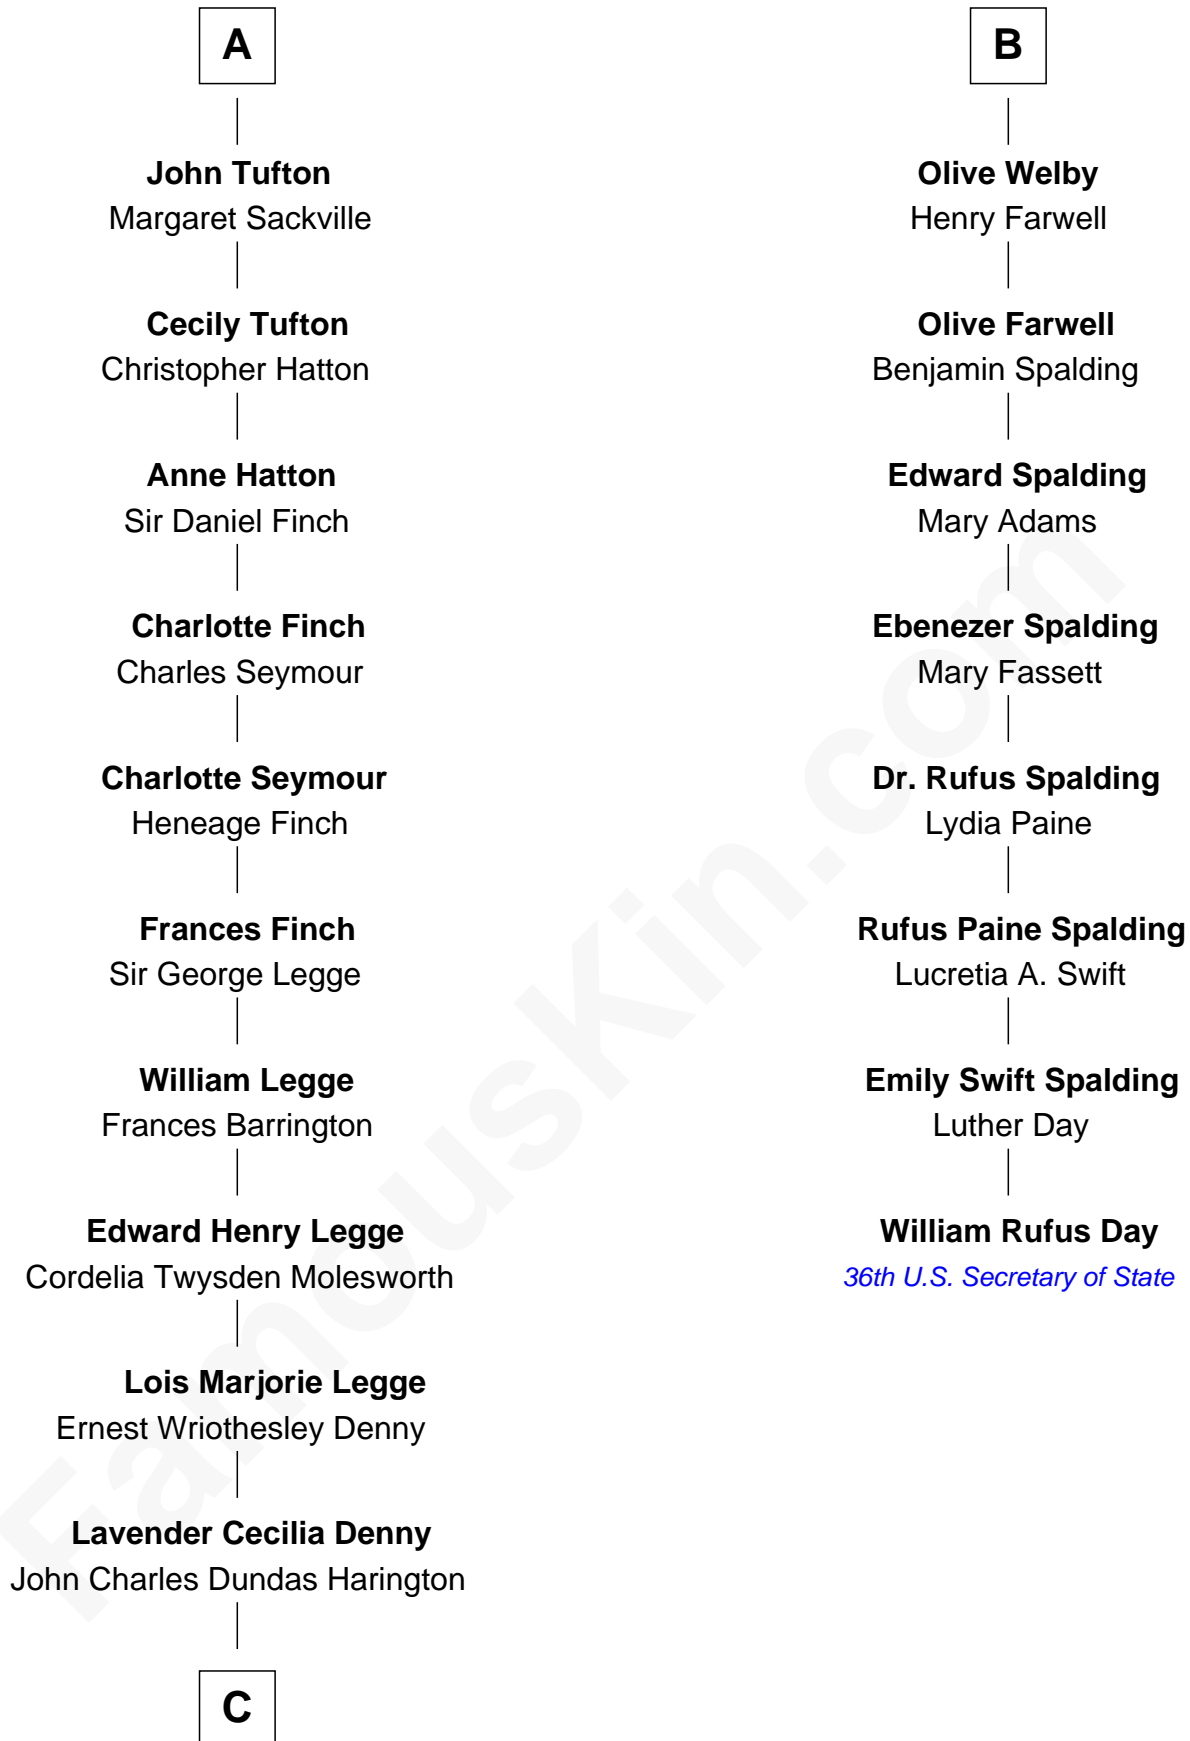 A
John Tufton
Margaret Sackville
Cecily Tufton
Christopher Hatton
Anne Hatton
Sir Daniel Finch
Charlotte Finch
Charles Seymour
Charlotte Seymour
Heneage Finch
Frances Finch
Sir George Legge
William Legge
Frances Barrington
Edward Henry Legge
Cordelia Twysden Molesworth
Lois Marjorie Legge
Ernest Wriothesley Denny
Lavender Cecilia Denny
John Charles Dundas Harington
C
B
Olive Welby
Henry Farwell
Olive Farwell
Benjamin Spalding
Edward Spalding
Mary Adams
Ebenezer Spalding
Mary Fassett
Dr. Rufus Spalding
Lydia Paine
Rufus Paine Spalding
Lucretia A. Swift
Emily Swift Spalding
Luther Day
William Rufus Day
36th U.S. Secretary of State
FamousKin.com